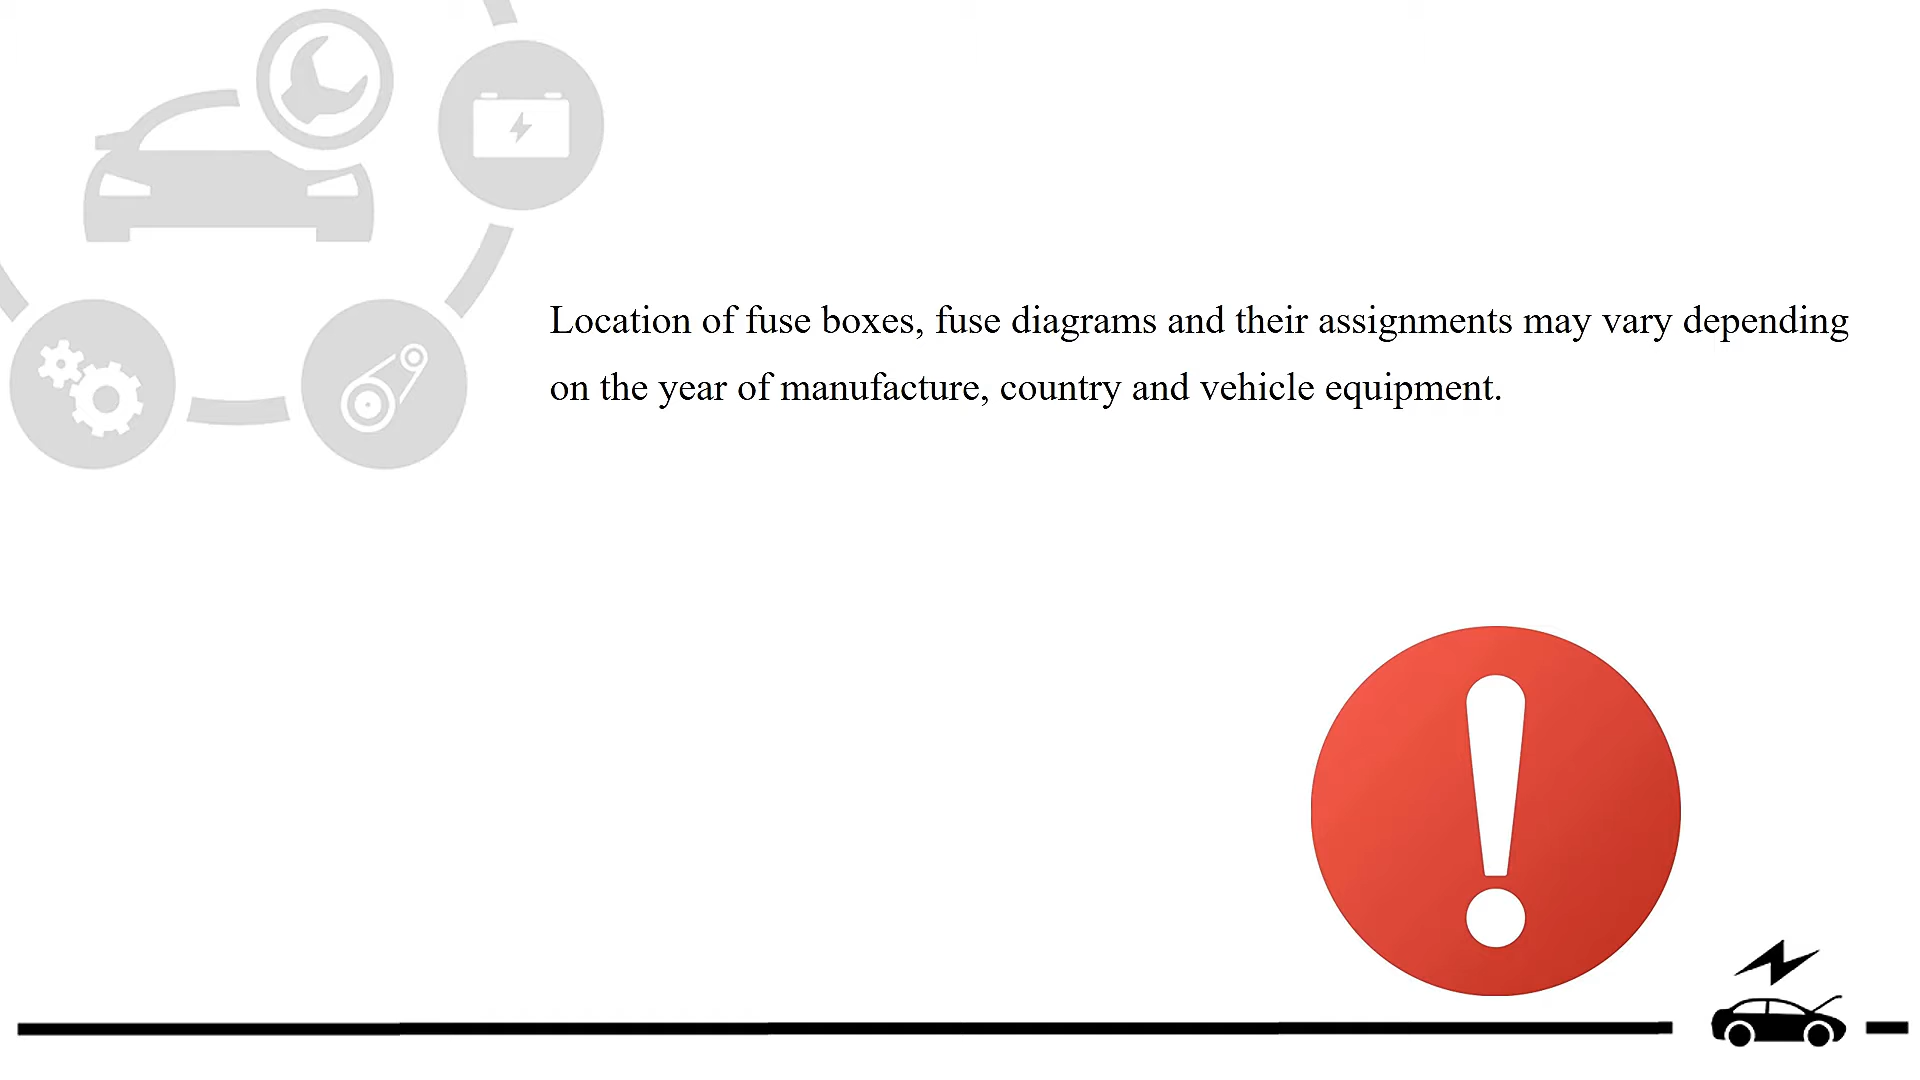 Location of fuse boxes, fuse diagrams and their assignments may vary depending
on the year of manufacture, country and vehicle equipment.